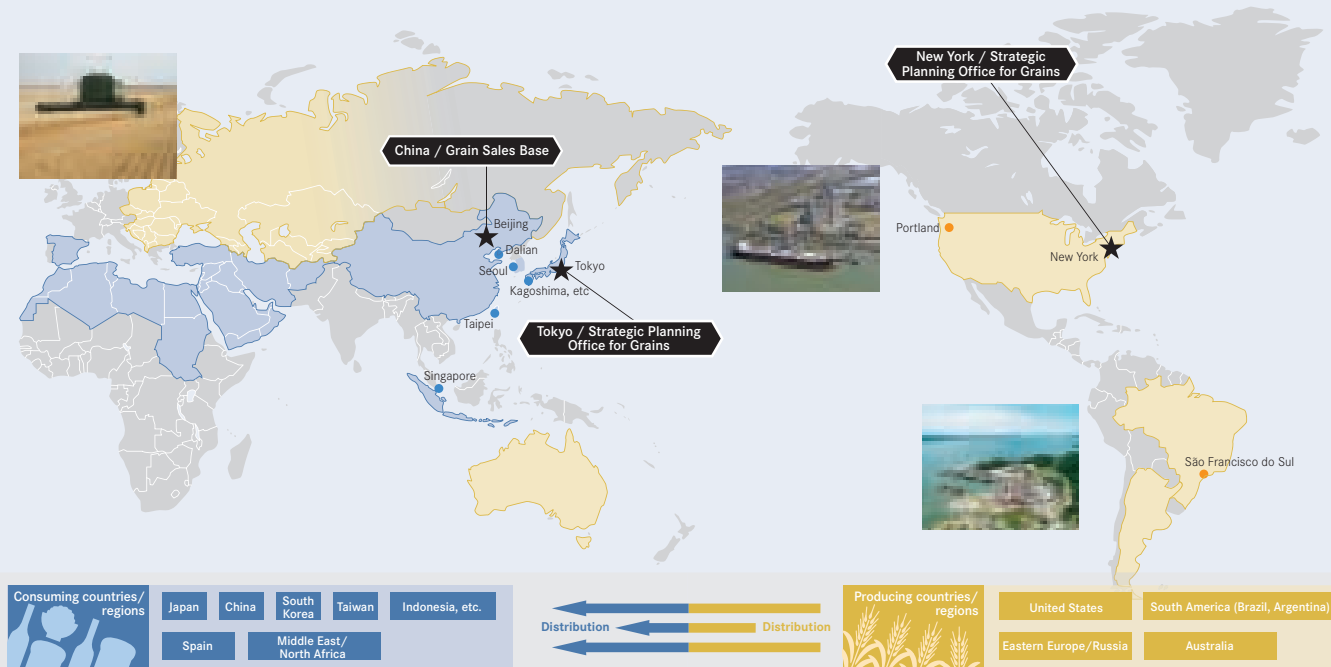 New York / Strategic
Planning Office for Grains
China / Grain Sales Base
Beijing
Dalian
Seoul
Tokyo
Kagoshima, etc
Taipei
Tokyo / Strategic Planning
Office for Grains
Singapore
Portland
New York
São Francisco do Sul
Consuming countries/
regions
Japan
China
South
Korea
Taiwan
Indonesia, etc.
Spain
Middle East/
North Africa
Distribution
Distribution
Producing countries/
regions
United States
South America (Brazil, Argentina)
Eastern Europe/Russia
Australia